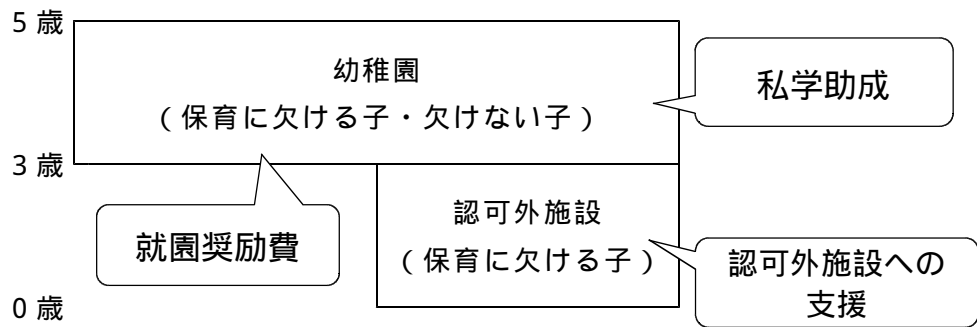 5歳
幼稚園
(保育に欠ける子・欠けない子)
私学助成
3歳
就園奨励費
認可外施設
(保育に欠ける子)
認可外施設への
支援
0歳